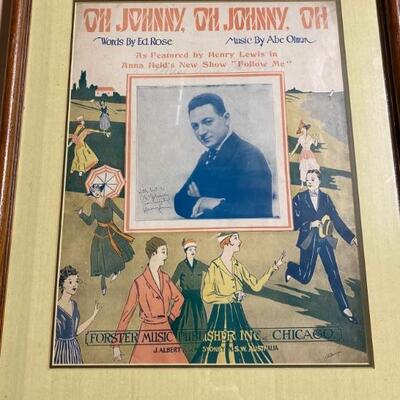 OH JOHNNY, OH JOHNNY, OH
Words By Ed. Rose
Music By Abe Olman
As Featured by Henry Lewis in
Anna Held's New Show "Follow Me"
FORSTER MUSIC PUBLISHER INC. CHICAGO
J. ALBERT SYDNEY N.S.W. AUSTRALIA